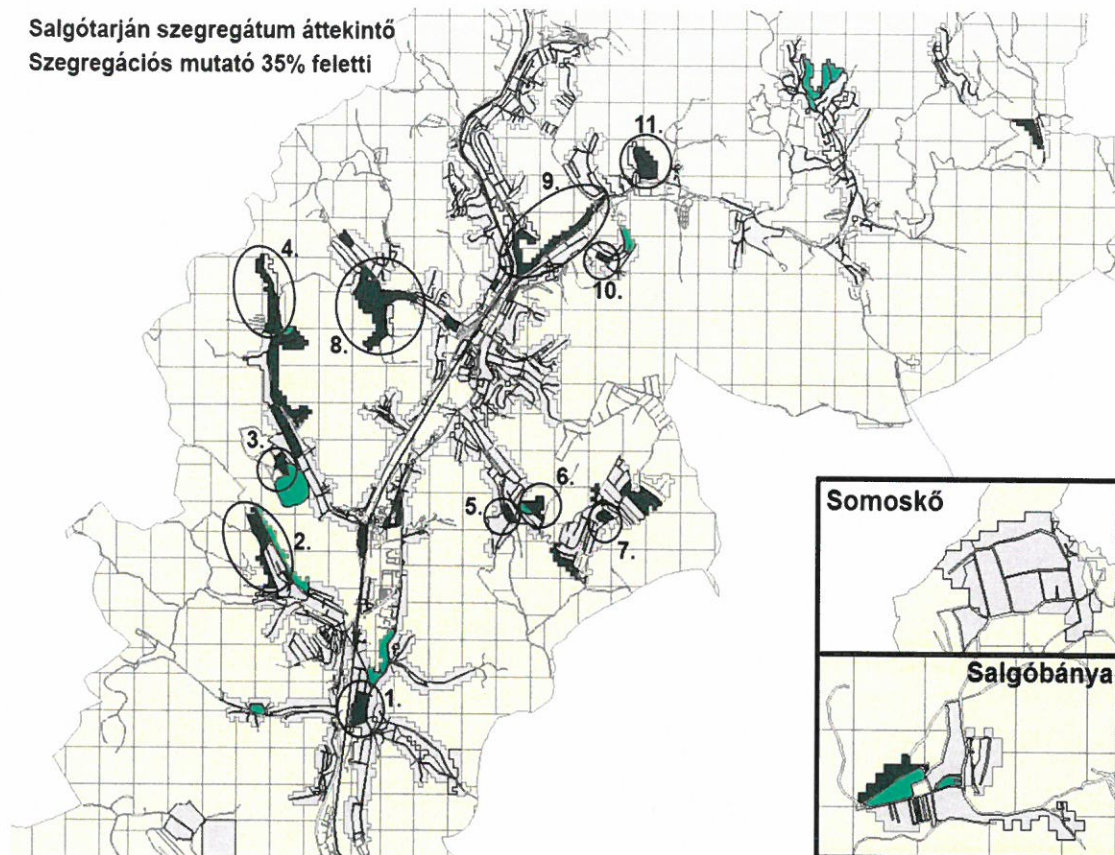 Salgótarján szegregátum áttekintő
Szegregációs mutató 35% feletti
11.
9.
4.
10.
8.
3.
6.
5.
2.
7.
1.
Somoskő
Salgóbánya